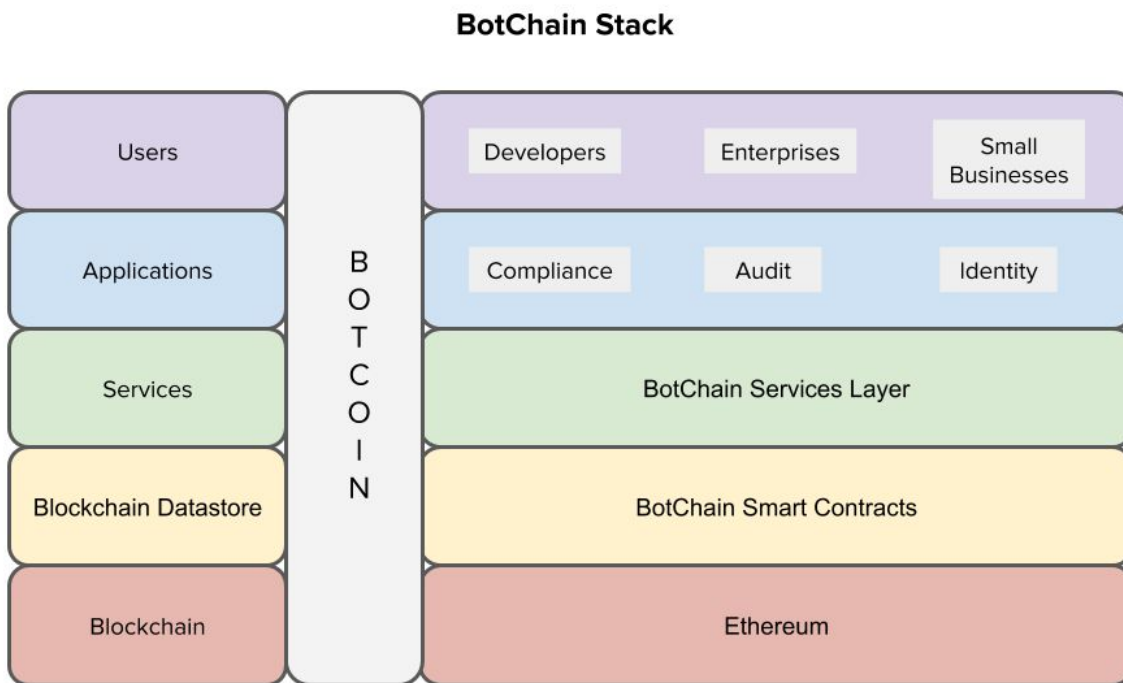 BotChain Stack
Users
Developers
Enterprises
Small
Businesses
Applications
Compliance
Audit
Identity
BOTCOIN
Services
BotChain Services Layer
Blockchain Datastore
BotChain Smart Contracts
Blockchain
Ethereum